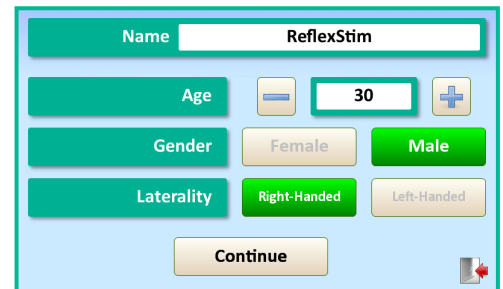 Name ReflexStim
Age 30
Gender Female Male
Laterality Right-Handed Left-Handed
Continue